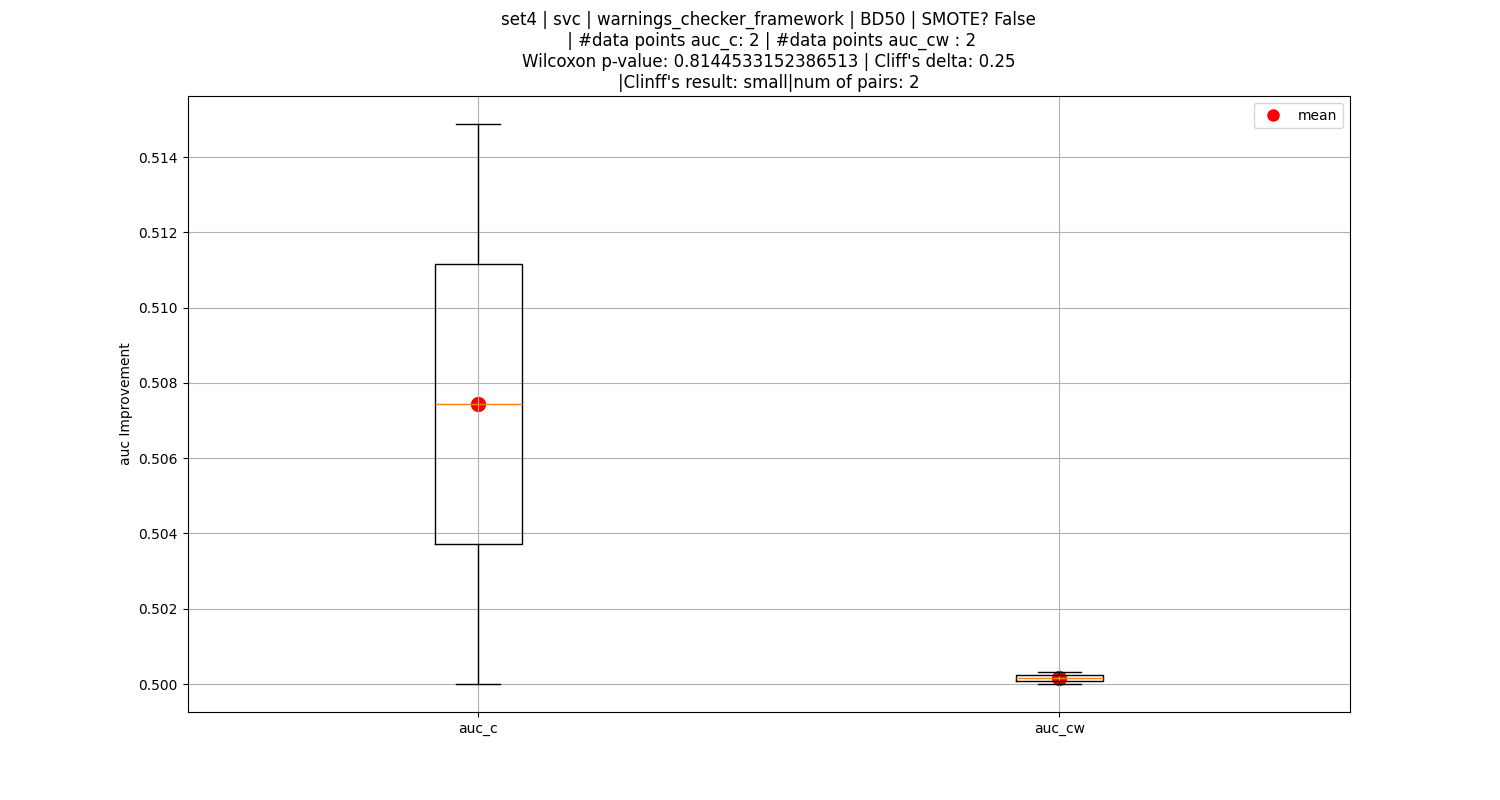 set4 | svc | warnings_checker_framework | BD50 | SMOTE? False
| #data points auc_c: 2 | #data points auc_cw : 2
Wilcoxon p-value: 0.8144533152386513 | Cliff's delta: 0.25
|Clinff's result: small|num of pairs: 2
mean
0.514
0.512
0.510
0.508
0.506
0.504
0.502
0.500
auc Improvement
auc_c
auc_cw